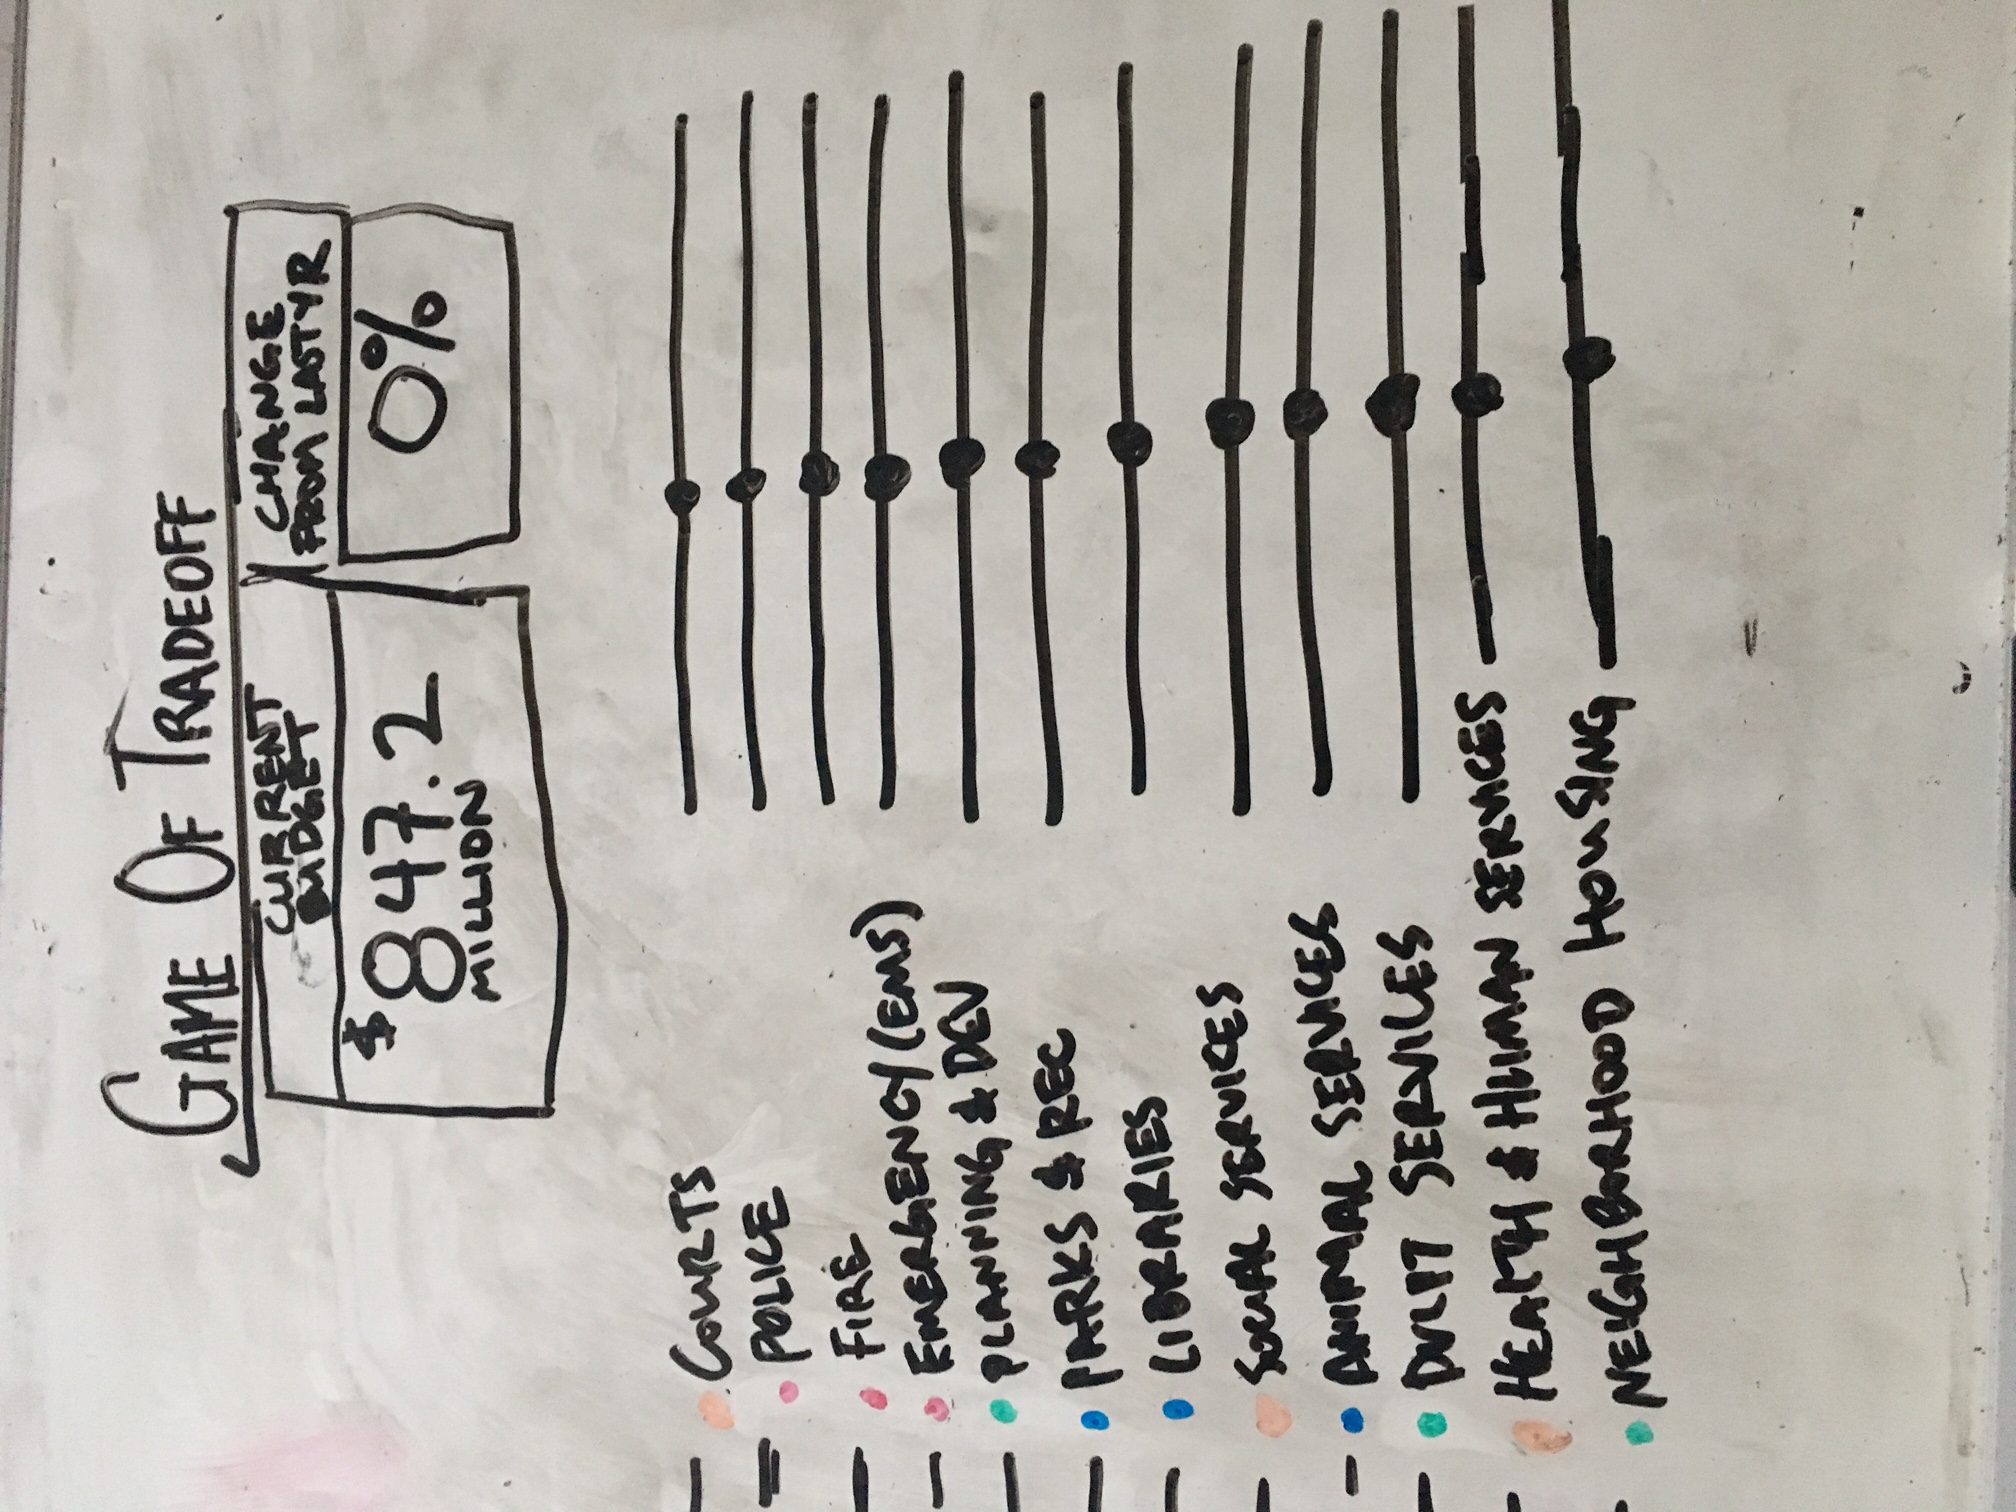 GAME OF TRADEOFF
CURRENT
BUDGET
$847.2
MILLION
CHANGE
FROM LAST YR
0%
COURTS
POLICE
FIRE
EMERGENCY (EMS)
PLANNING & DEV
PARKS & REC
LIBRARIES
SOCIAL SERVICES
ANIMAL SERVICES
DVLPT SERVICES
HEALTH & HUMAN SERVICES
NEIGHBORHOOD HOUSING